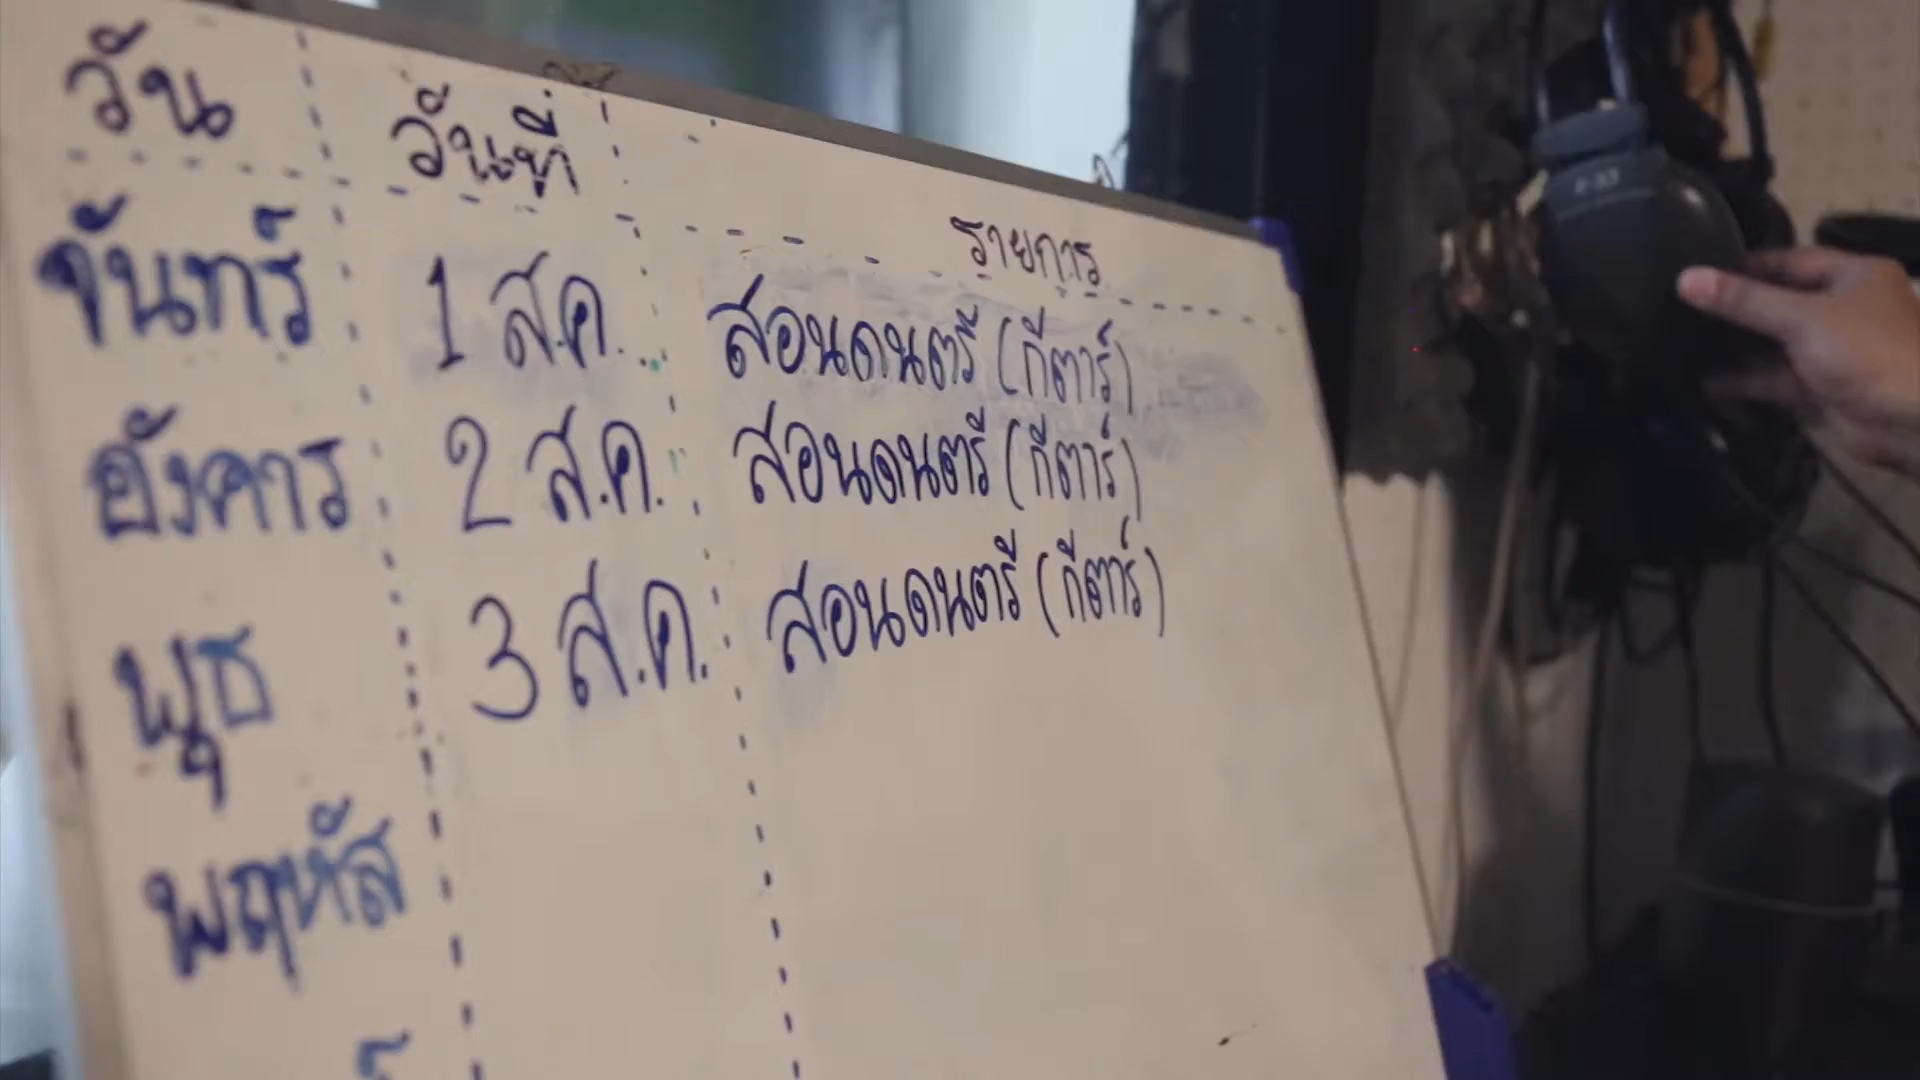 วัน วันที่ รายการ
จันทร์ 1 ส.ค. สอนดนตรี (กีตาร์)
อังคาร 2 ส.ค. สอนดนตรี (กีตาร์)
พุธ 3 ส.ค. สอนดนตรี (กีตาร์)
พฤหัส